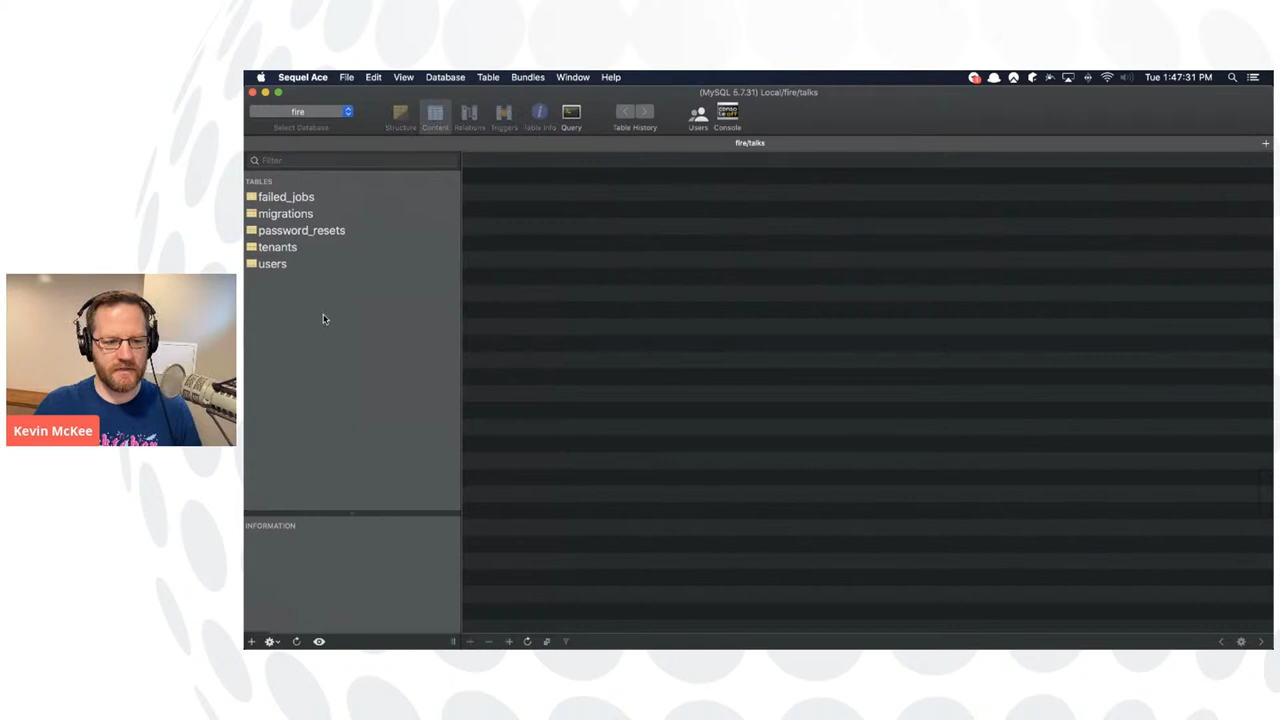 Sequel Ace File Edit View Database Table Queries Bundles Window Help Tue 1:47:31 PM
(MySQL 5.7.31) Local/fire/talks
fire
Select Database
Structure Content Relations Triggers Table Info Query Table History Users Console
fire/talks
Filter
TABLES
failed_jobs
migrations
password_resets
tenants
users
Kevin McKee
INFORMATION